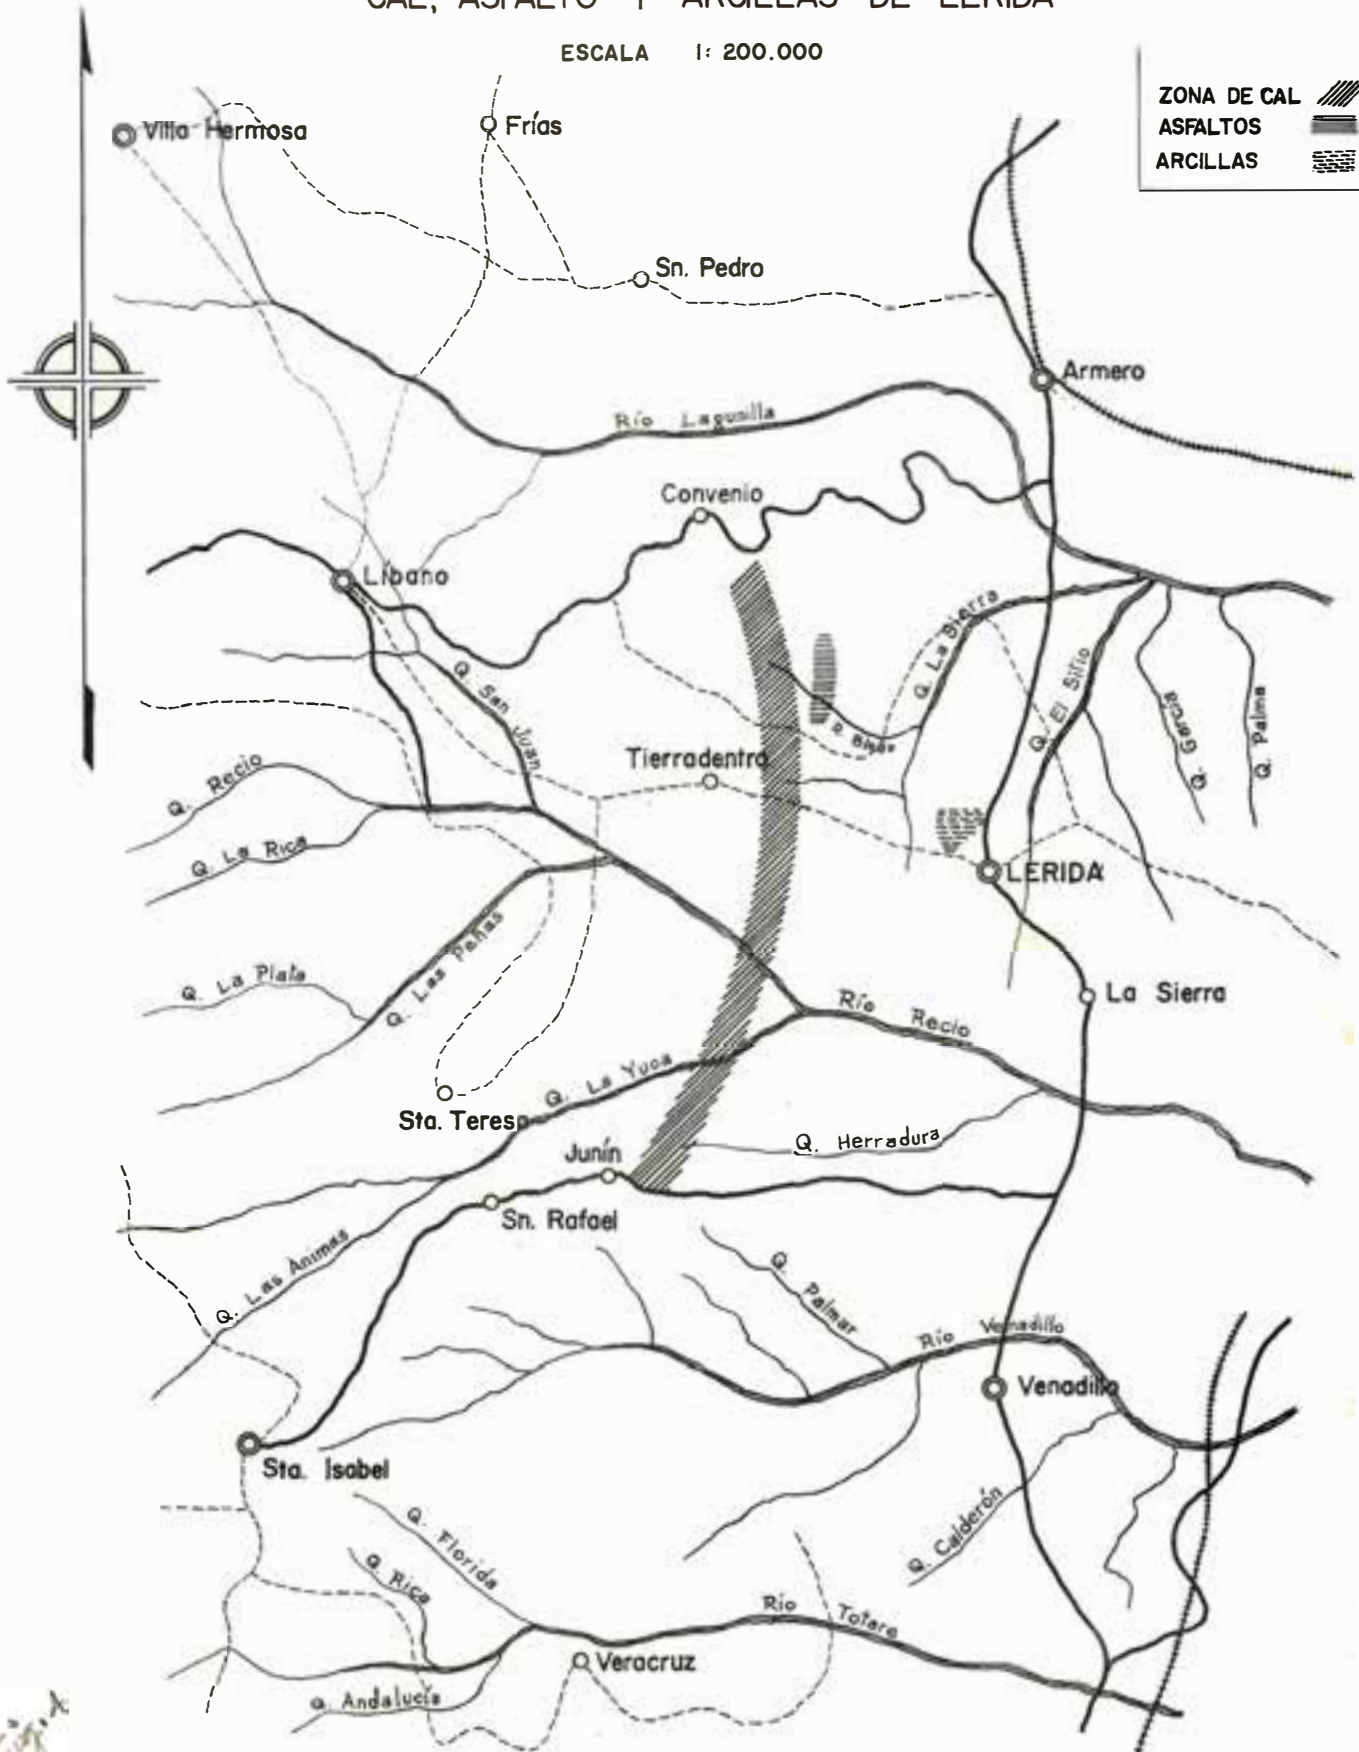 CAL, ASFALTO Y ARCILLAS DE LERIDA
ESCALA 1: 200.000
ZONA DE CAL
ASFALTOS
ARCILLAS
Villa Hermosa
Frías
Sn. Pedro
Armero
Río Lagunilla
Convenio
Líbano
Q. La Sierra
Q. San Juan
Q. El Sitio
Q. Garcia
Q. Palma
Tierradentro
Q. Recio
Q. La Rica
LERIDA
Q. Las Peñas
Q. La Plata
La Sierra
Río Recio
Q. La Yuca
Sta. Teresa
Q. Herradura
Junín
Sn. Rafael
Q. Las Ànimas
Q. Palmar
Río Venadillo
Venadillo
Sta. Isabel
Q. Calderón
Q. Florida
Q. Rica
Río Totare
Veracruz
Q. Andalucía